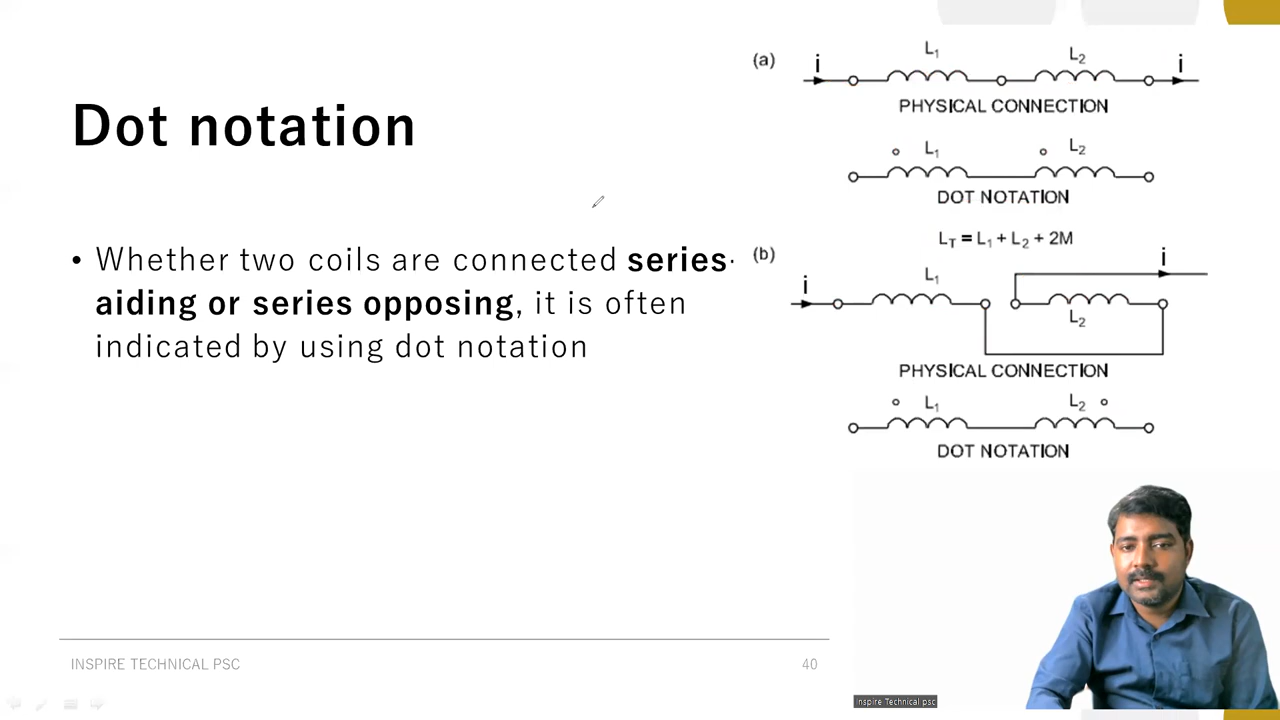 Dot notation
• Whether two coils are connected series-
aiding or series opposing, it is often
indicated by using dot notation
(a)
i
L₁
L₂
i
PHYSICAL CONNECTION
L₁
L₂
DOT NOTATION
L_T = L₁ + L₂ + 2M
(b)
i
L₁
i
L₂
PHYSICAL CONNECTION
L₁
L₂
DOT NOTATION
INSPIRE TECHNICAL PSC
40
Inspire Technical psc